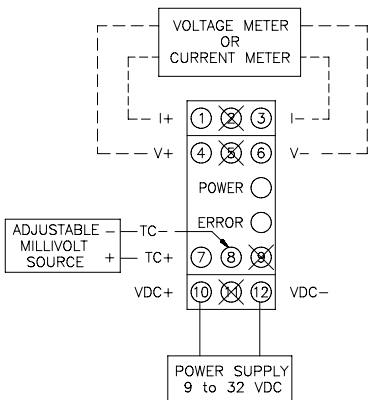 VOLTAGE METER
OR
CURRENT METER
I+ 1 2 3 I−
V+ 4 5 6 V−
POWER
ERROR
ADJUSTABLE − TC−
MILLIVOLT
SOURCE + TC+ 7 8 9
VDC+ 10 11 12 VDC−
POWER SUPPLY
9 to 32 VDC